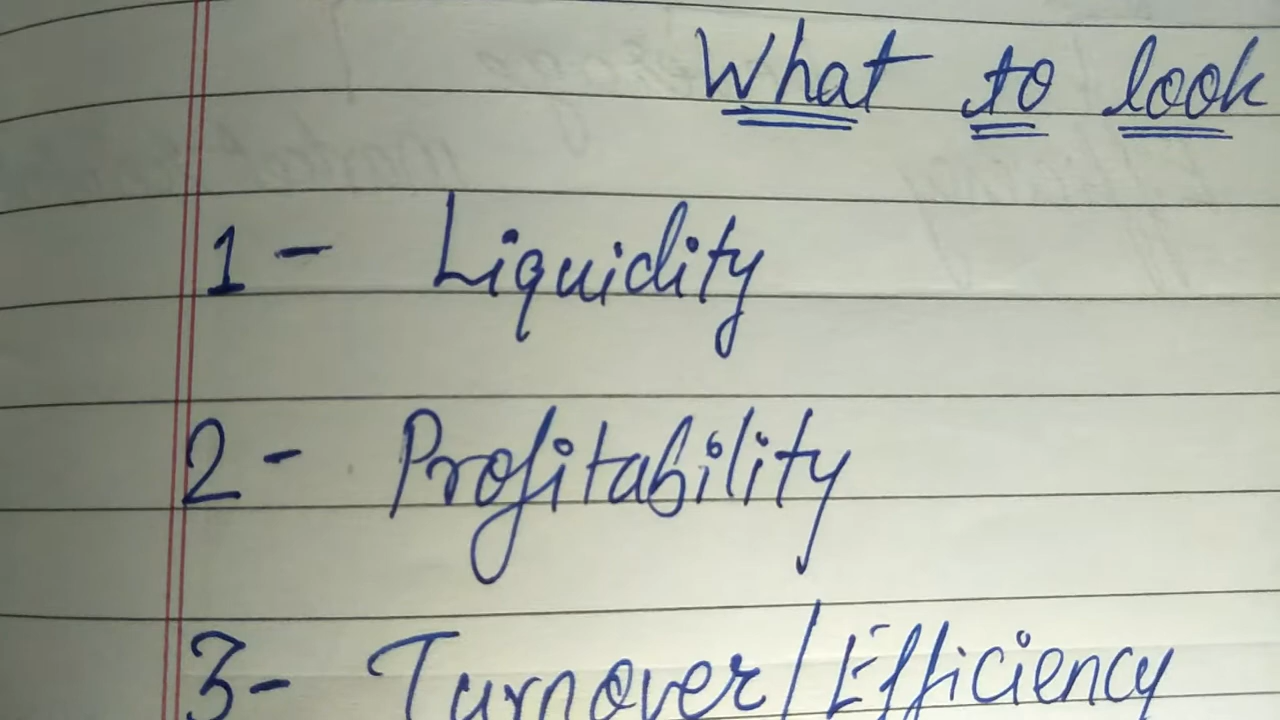 What to look
1- Liquidity
2- Profitability
3- Turnover/Efficiency